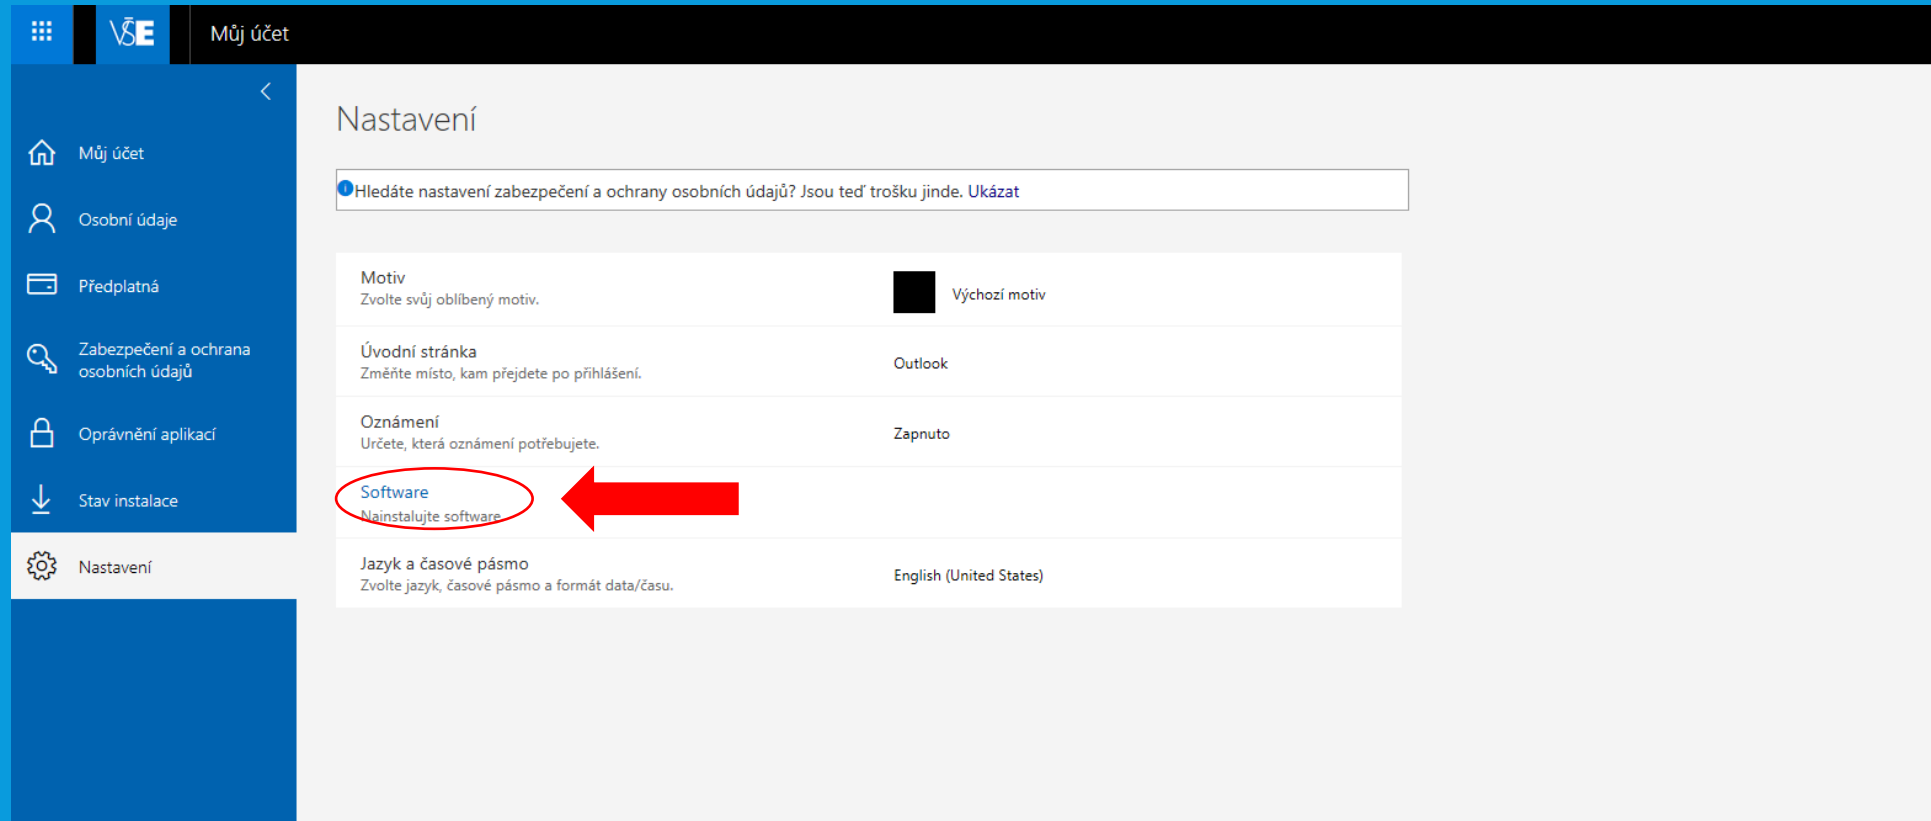 VŠE
Můj účet
Můj účet
Osobní údaje
Předplatná
Zabezpečení a ochrana
osobních údajů
Oprávnění aplikací
Stav instalace
Nastavení
Nastavení
Hledáte nastavení zabezpečení a ochrany osobních údajů? Jsou teď trošku jinde. Ukázat
Motiv
Zvolte svůj oblíbený motiv.
Výchozí motiv
Úvodní stránka
Změňte místo, kam přejdete po přihlášení.
Outlook
Oznámení
Určete, která oznámení potřebujete.
Zapnuto
Software
Nainstalujte software
Jazyk a časové pásmo
Zvolte jazyk, časové pásmo a formát data/času.
English (United States)